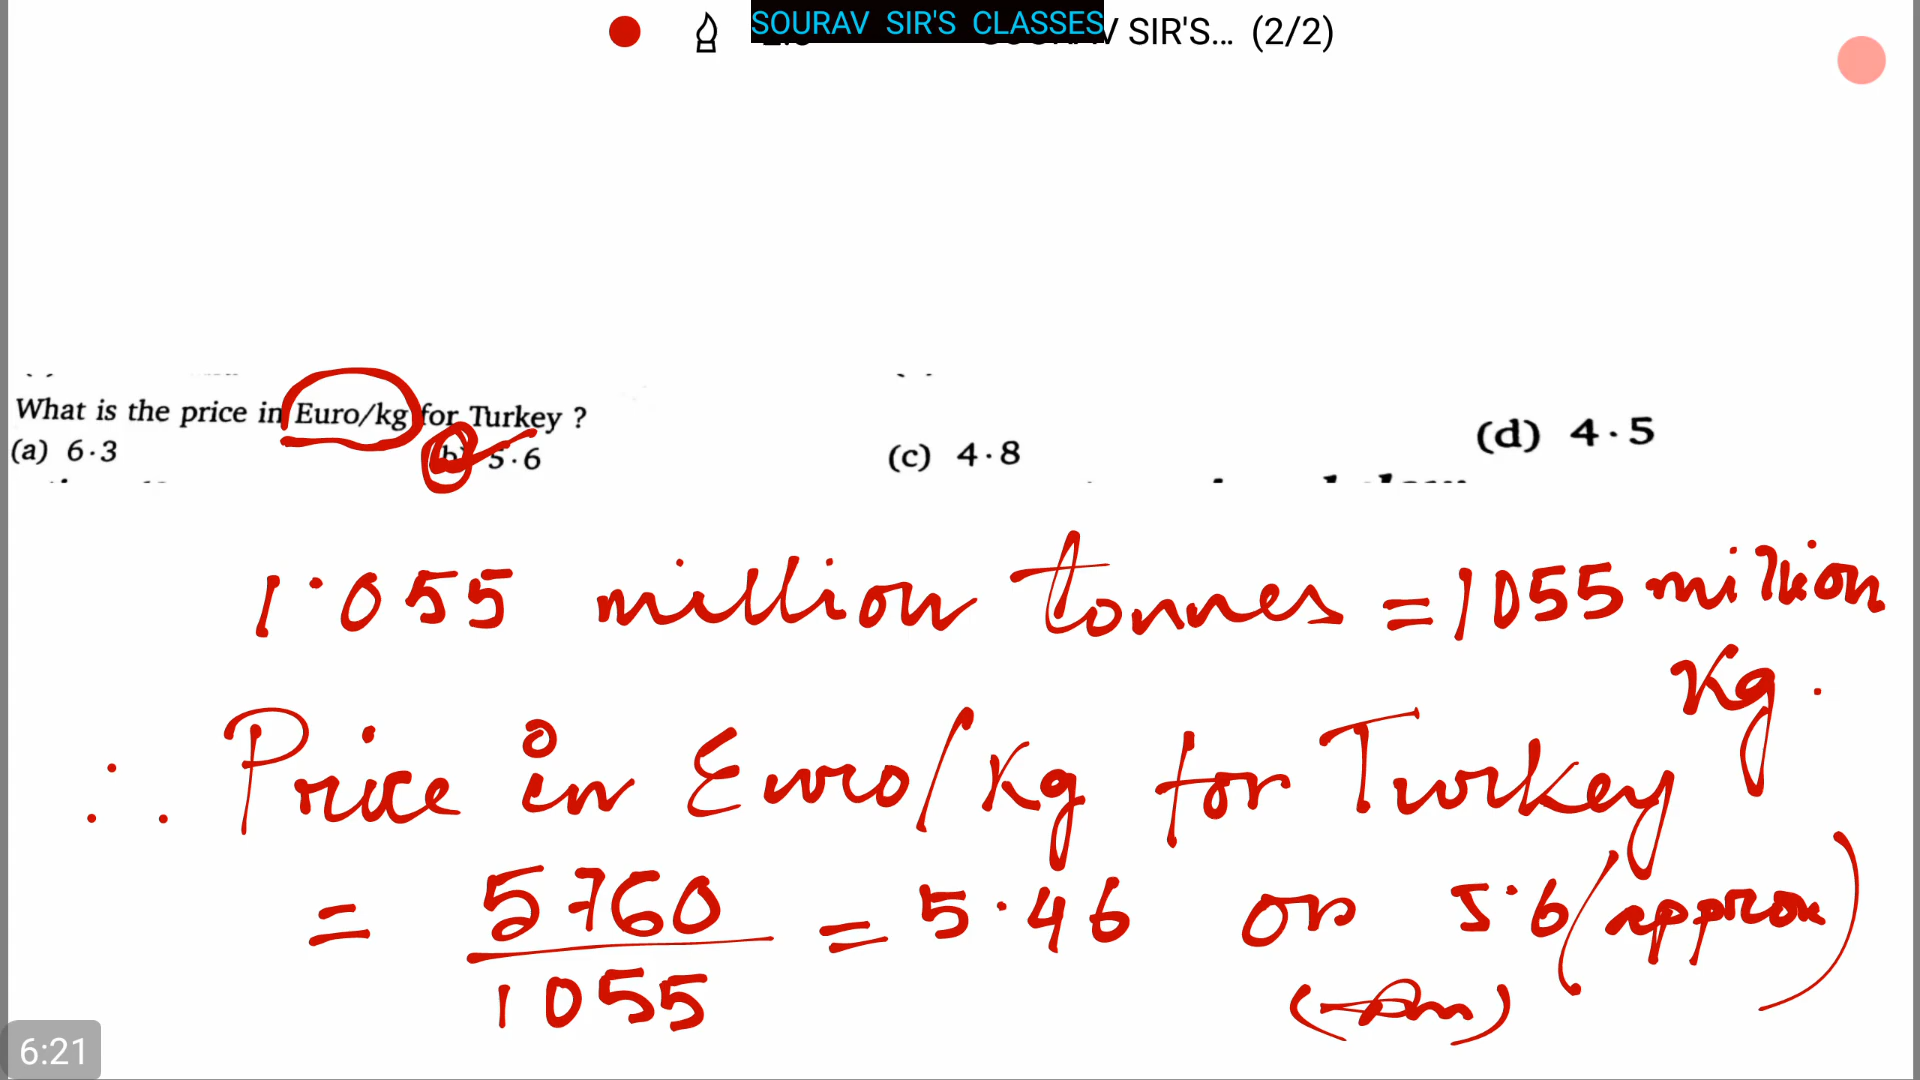 SOURAV SIR'S CLASSES
V SIR'S... (2/2)
What is the price in Euro/kg for Turkey ?
(a) 6·3
(b) 5·6
(c) 4·8
(d) 4·5
1·055 million tonnes = 1055 million
Kg.
∴ Price in Euro/Kg for Turkey
= 5760/1055 = 5.46 or 5.6 (approx)
(Ans)
6:21